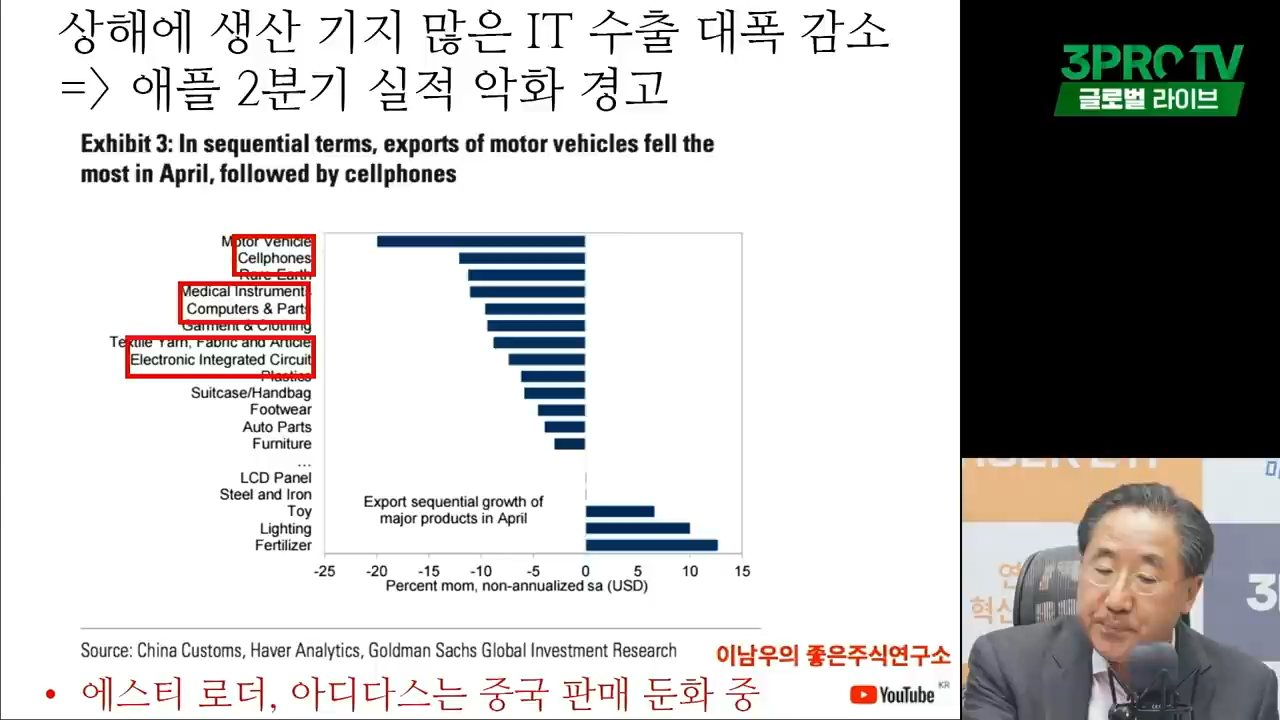 상해에 생산 기지 많은 IT 수출 대폭 감소
=> 애플 2분기 실적 악화 경고
3PRO TV
글로벌 라이브
Exhibit 3: In sequential terms, exports of motor vehicles fell the
most in April, followed by cellphones
Motor Vehicle
Cellphones
Rare Earth
Medical Instruments
Computers & Parts
Garment & Clothing
Textile Yarn, Fabric and Article
Electronic Integrated Circuit
Plastics
Suitcase/Handbag
Footwear
Auto Parts
Furniture
...
LCD Panel
Steel and Iron
Toy
Lighting
Fertilizer
Export sequential growth of
major products in April
-25 -20 -15 -10 -5 0 5 10 15
Percent mom, non-annualized sa (USD)
Source: China Customs, Haver Analytics, Goldman Sachs Global Investment Research
이남우의 좋은주식연구소
YouTube KR
• 에스티 로더, 아디다스는 중국 판매 둔화 중
연
혁신
3